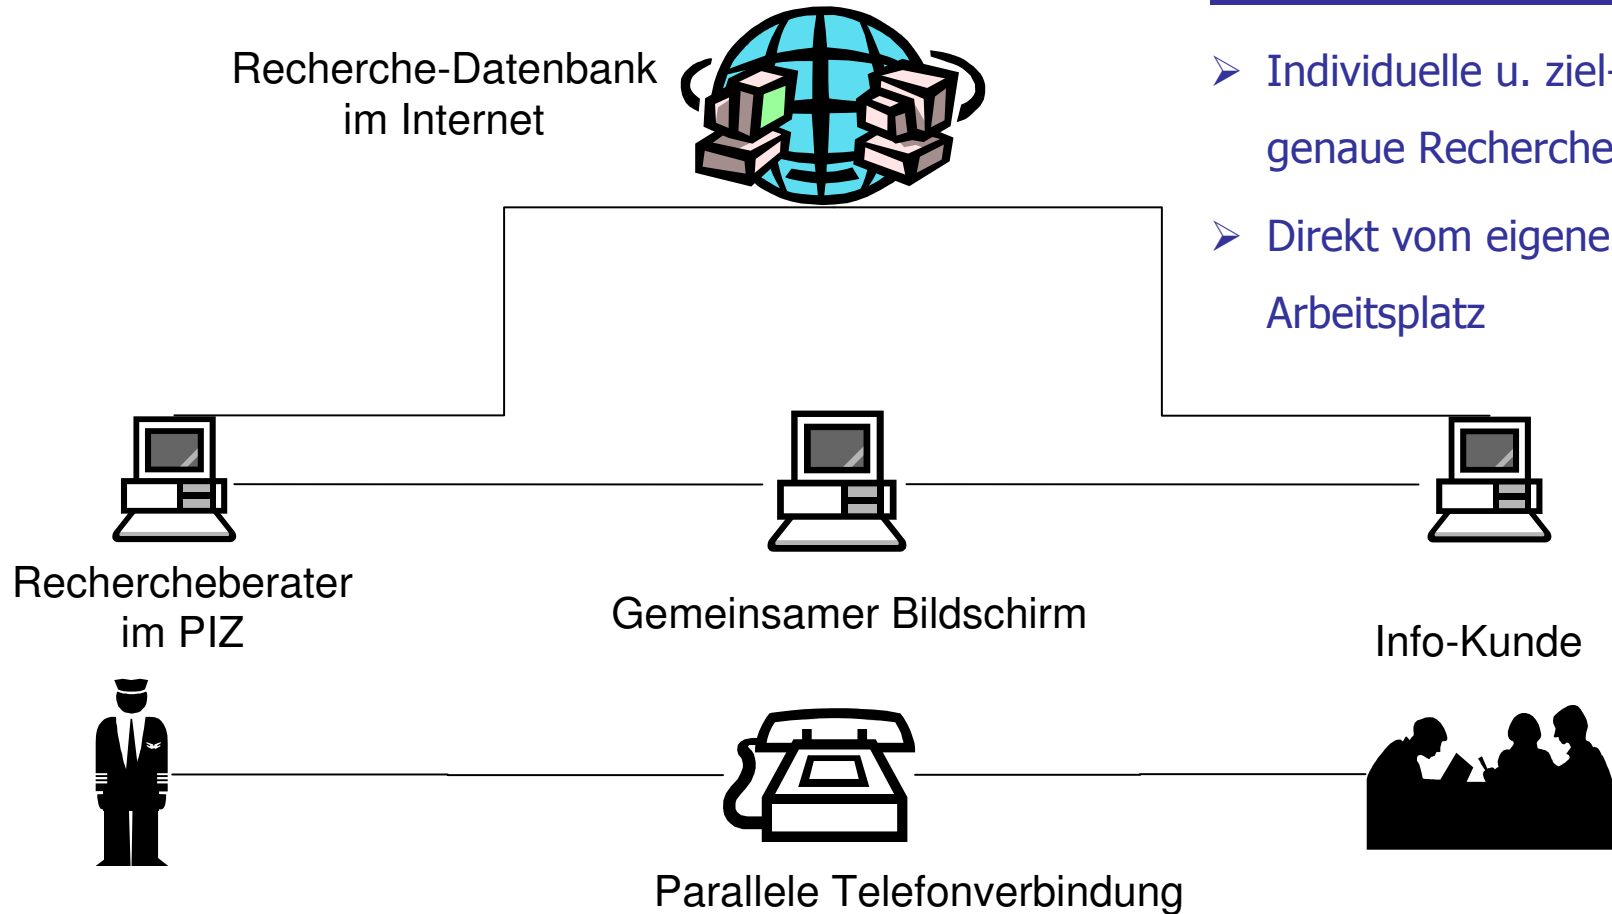 Recherche-Datenbank
im Internet
➢ Individuelle u. ziel-
genaue Recherche
➢ Direkt vom eigene
Arbeitsplatz
Rechercheberater
im PIZ
Gemeinsamer Bildschirm
Info-Kunde
Parallele Telefonverbindung